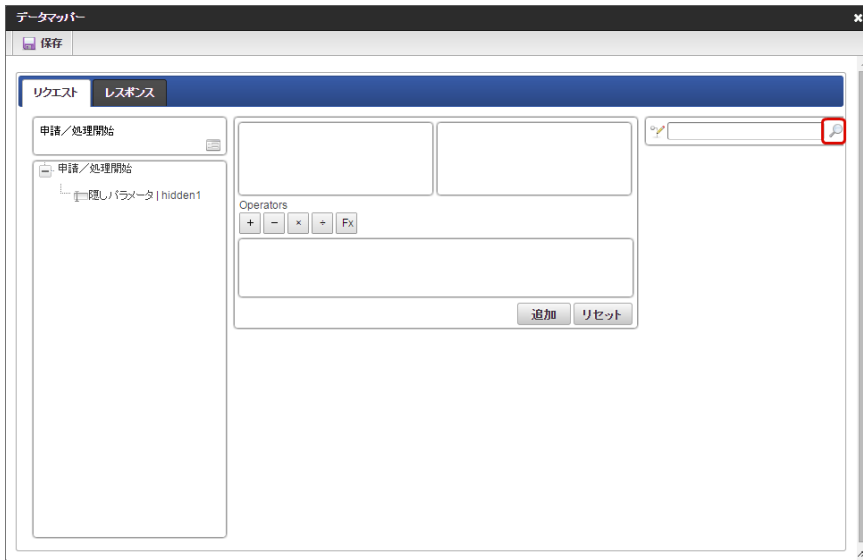 データマッパー
保存
リクエスト レスポンス
申請／処理開始
申請／処理開始
隠しパラメータ | hidden1
Operators
+ − × ÷ Fx
追加 リセット